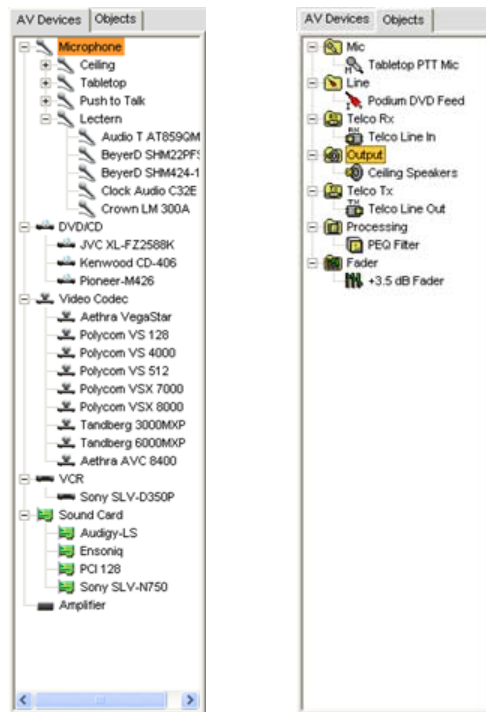 AV Devices Objects
Microphone
Ceiling
Tabletop
Push to Talk
Lectern
Audio T AT859QM
BeyerD SHM22PFS
BeyerD SHM424-1
Clock Audio C32E
Crown LM 300A
DVD/CD
JVC XL-FZ2588K
Kenwood CD-406
Pioneer-M426
Video Codec
Aethra VegaStar
Polycom VS 128
Polycom VS 4000
Polycom VS 512
Polycom VSX 7000
Polycom VSX 8000
Tandberg 3000MXP
Tandberg 6000MXP
Aethra AVC 8400
VCR
Sony SLV-D350P
Sound Card
Audigy-LS
Ensoniq
PCI 128
Sony SLV-N750
Amplifier
AV Devices Objects
Mic
Tabletop PTT Mic
Line
Podium DVD Feed
Telco Rx
Telco Line In
Output
Ceiling Speakers
Telco Tx
Telco Line Out
Processing
PEQ Filter
Fader
+3.5 dB Fader